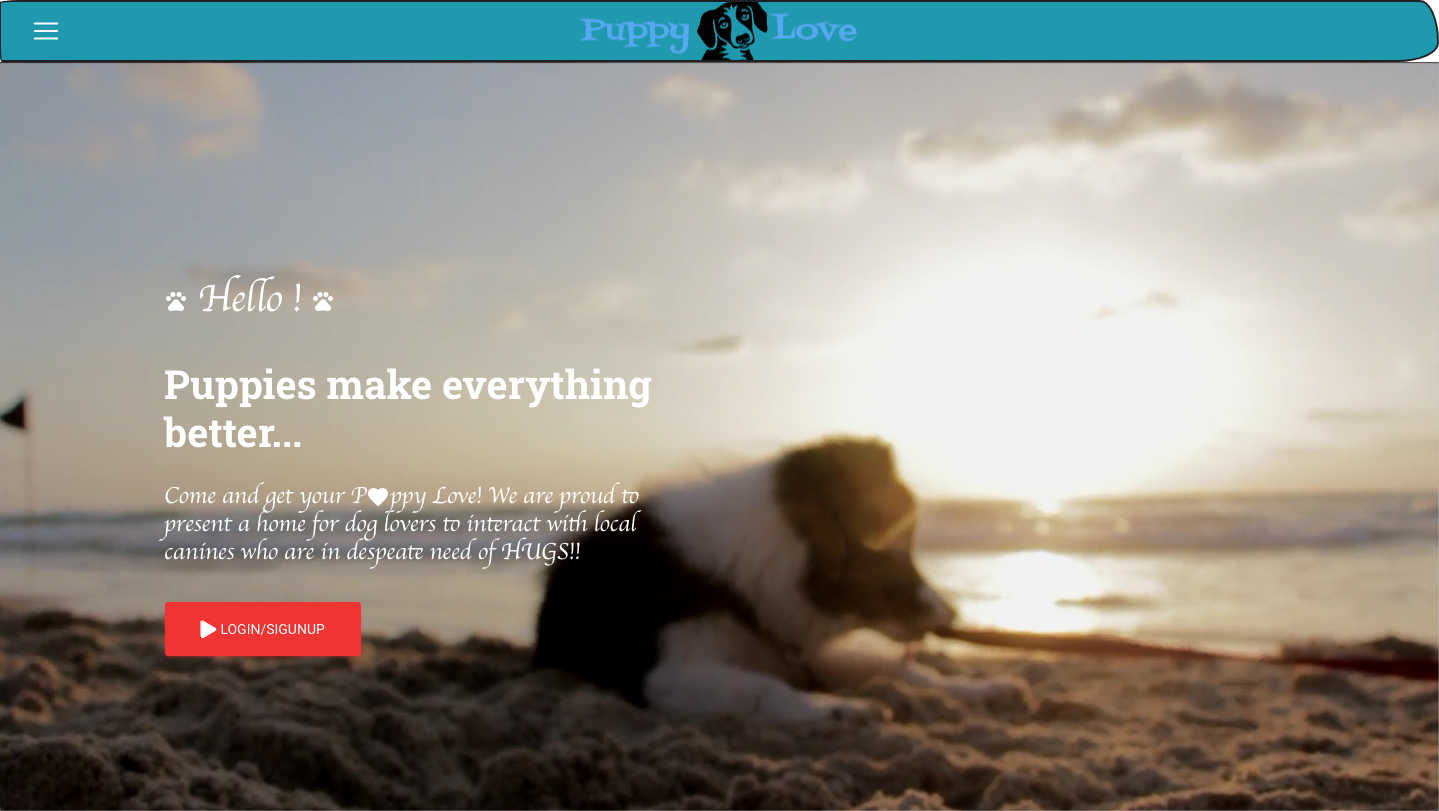 Puppy Love
Hello !
Puppies make everything
better...
Come and get your P♥ppy Love! We are proud to
present a home for dog lovers to interact with local
canines who are in despeate need of HUGS!!
LOGIN/SIGUNUP